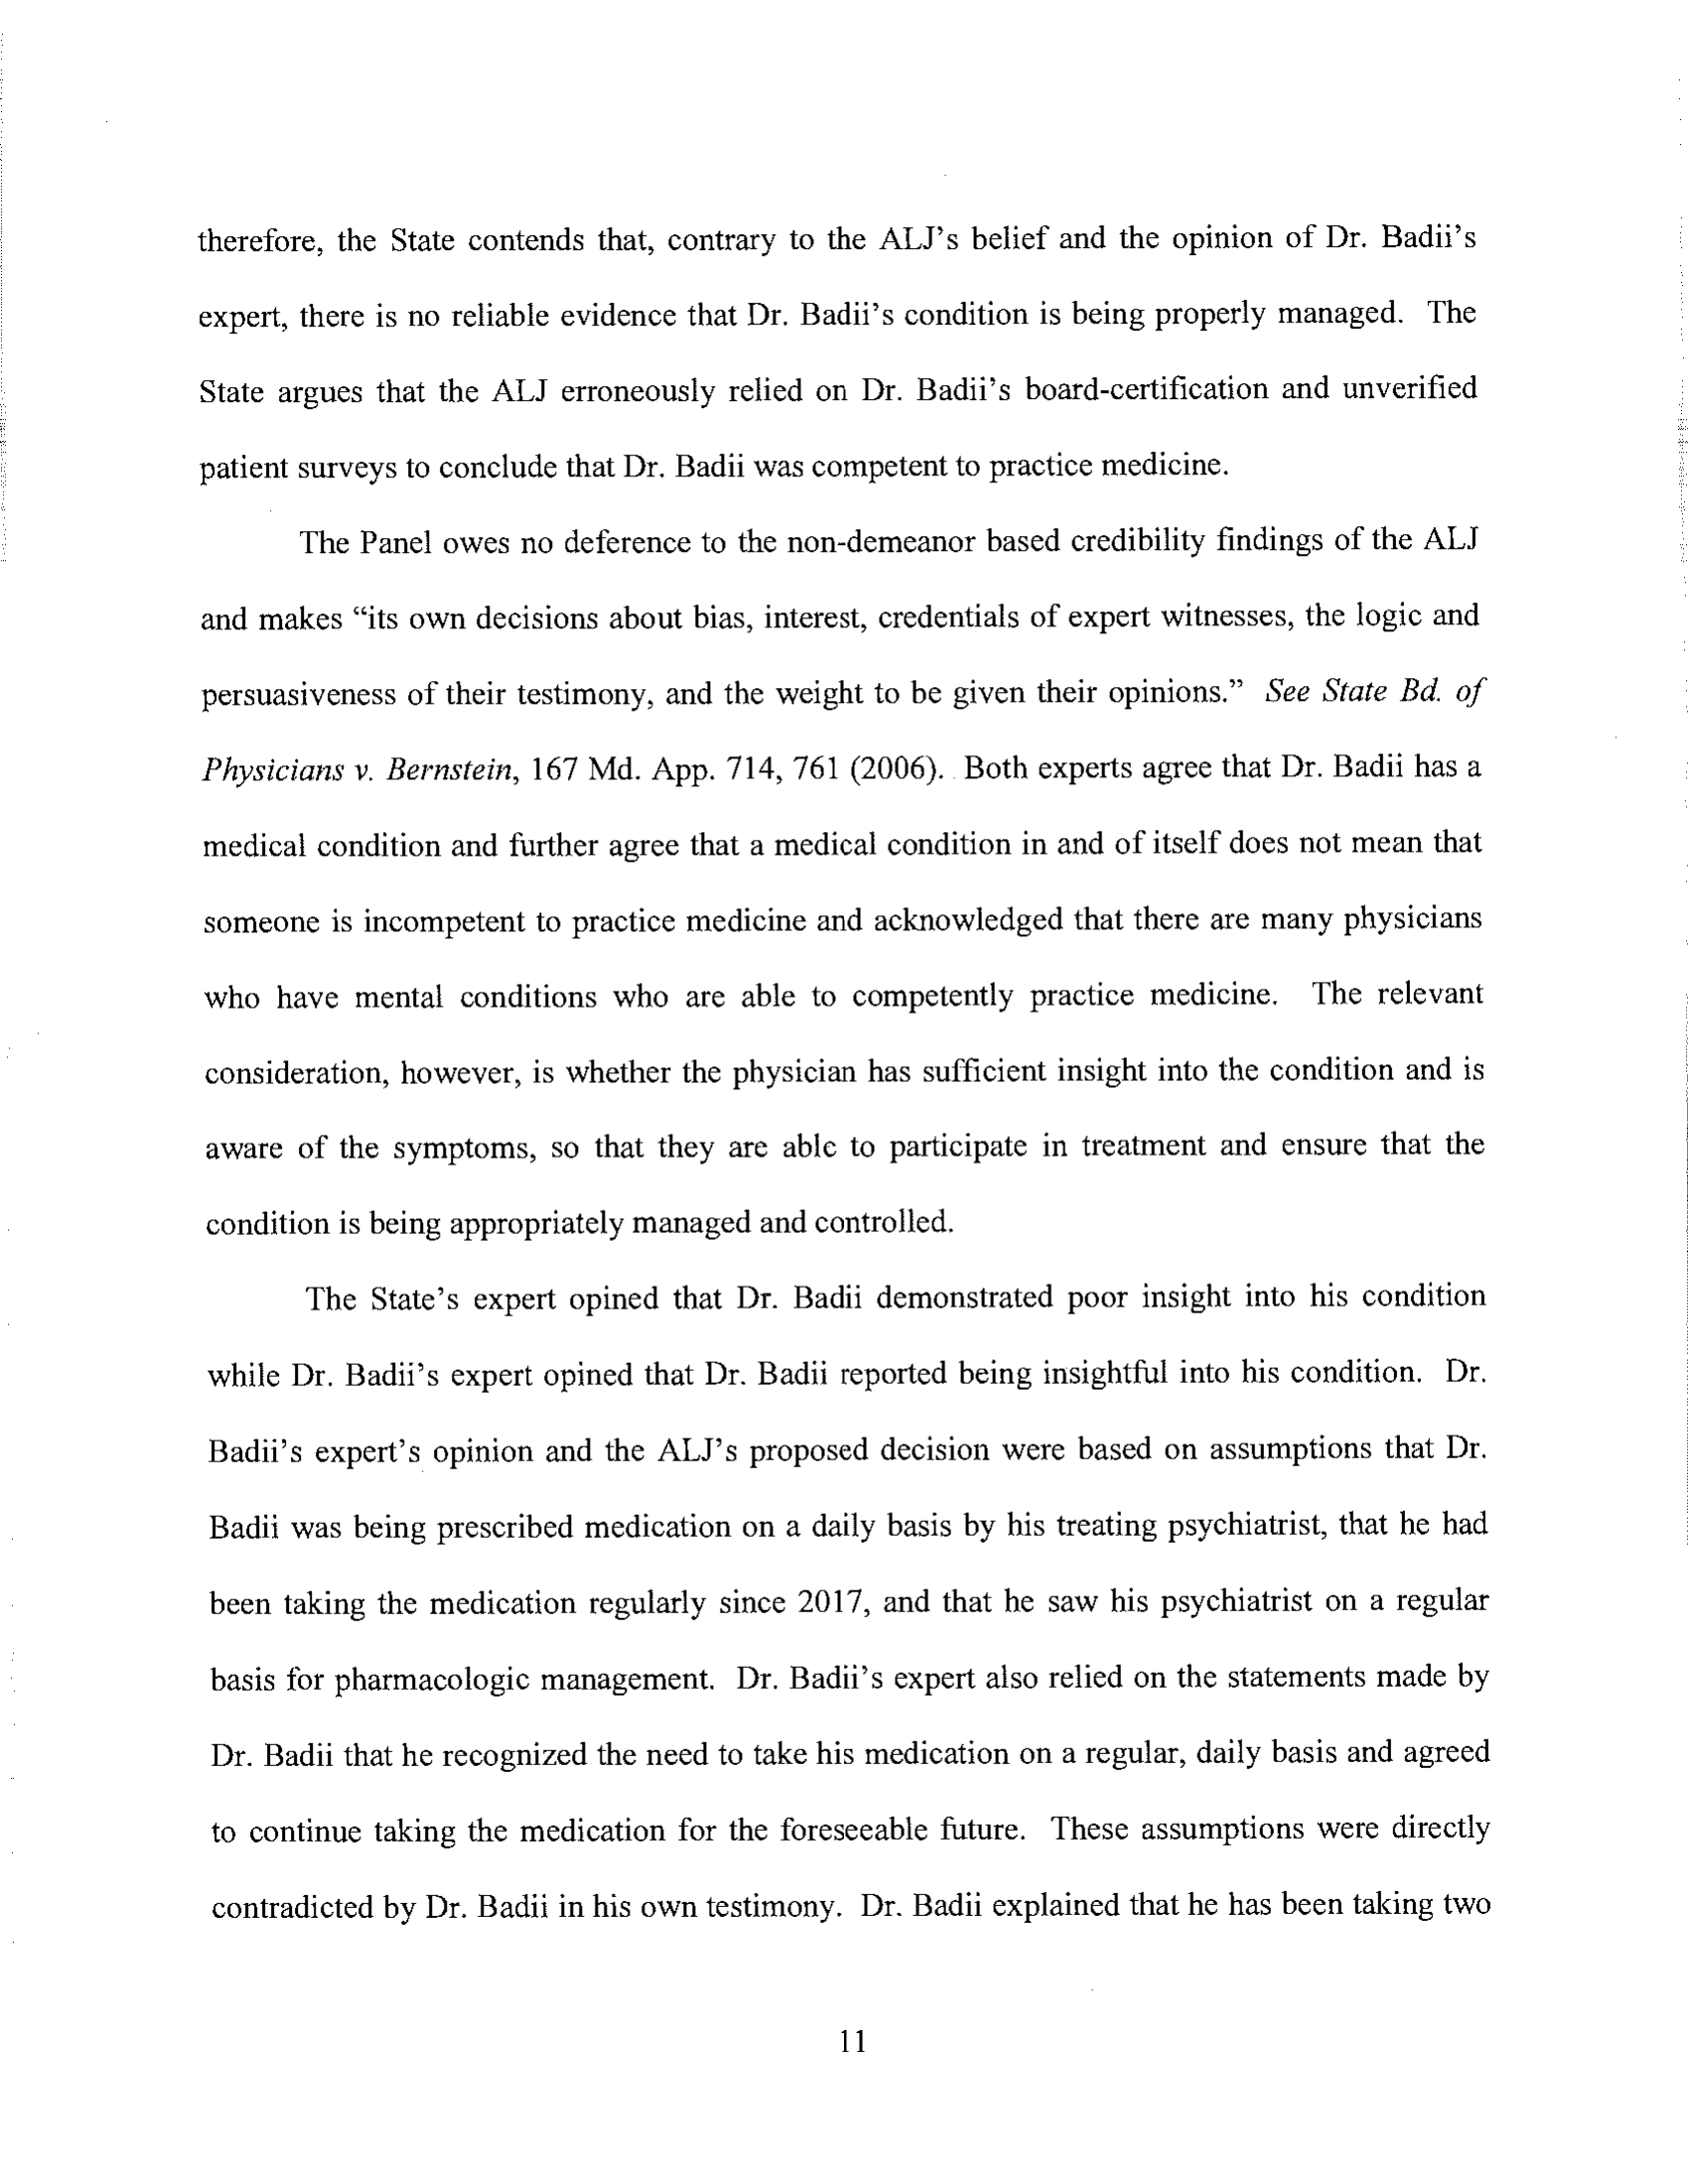 therefore, the State contends that, contrary to the ALJ's belief and the opinion of Dr. Badii's
expert, there is no reliable evidence that Dr. Badii's condition is being properly managed. The
State argues that the ALJ erroneously relied on Dr. Badii's board-certification and unverified
patient surveys to conclude that Dr. Badii was competent to practice medicine.
The Panel owes no deference to the non-demeanor based credibility findings of the ALJ
and makes “its own decisions about bias, interest, credentials of expert witnesses, the logic and
persuasiveness of their testimony, and the weight to be given their opinions.” See State Bd. of
Physicians v. Bernstein, 167 Md. App. 714, 761 (2006). Both experts agree that Dr. Badii has a
medical condition and further agree that a medical condition in and of itself does not mean that
someone is incompetent to practice medicine and acknowledged that there are many physicians
who have mental conditions who are able to competently practice medicine. The relevant
consideration, however, is whether the physician has sufficient insight into the condition and is
aware of the symptoms, so that they are able to participate in treatment and ensure that the
condition is being appropriately managed and controlled.
The State's expert opined that Dr. Badii demonstrated poor insight into his condition
while Dr. Badii's expert opined that Dr. Badii reported being insightful into his condition. Dr.
Badii's expert's opinion and the ALJ's proposed decision were based on assumptions that Dr.
Badii was being prescribed medication on a daily basis by his treating psychiatrist, that he had
been taking the medication regularly since 2017, and that he saw his psychiatrist on a regular
basis for pharmacologic management. Dr. Badii's expert also relied on the statements made by
Dr. Badii that he recognized the need to take his medication on a regular, daily basis and agreed
to continue taking the medication for the foreseeable future. These assumptions were directly
contradicted by Dr. Badii in his own testimony. Dr. Badii explained that he has been taking two
11